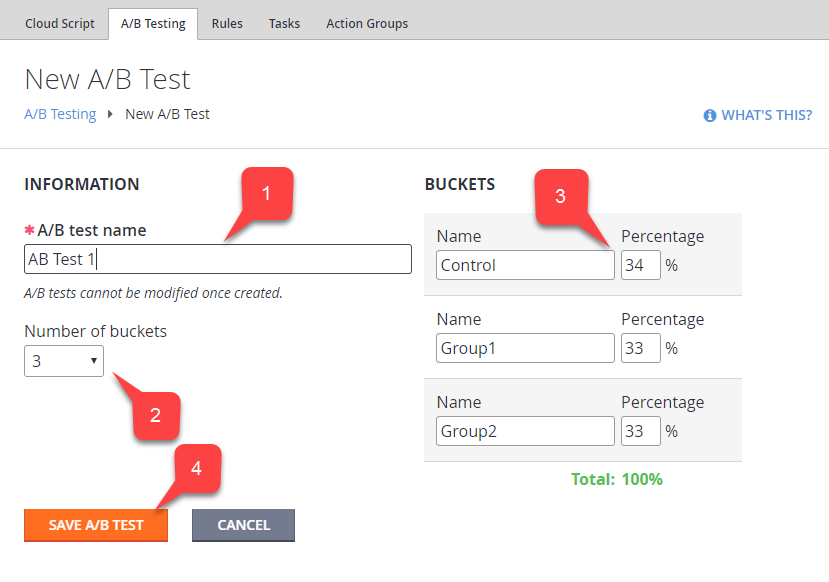 Cloud Script A/B Testing Rules Tasks Action Groups
New A/B Test
A/B Testing New A/B Test
WHAT'S THIS?
INFORMATION
1
*A/B test name
AB Test 1
A/B tests cannot be modified once created.
Number of buckets
3
2
4
SAVE A/B TEST CANCEL
BUCKETS
3
Name Percentage
Control 34 %
Name Percentage
Group1 33 %
Name Percentage
Group2 33 %
Total: 100%